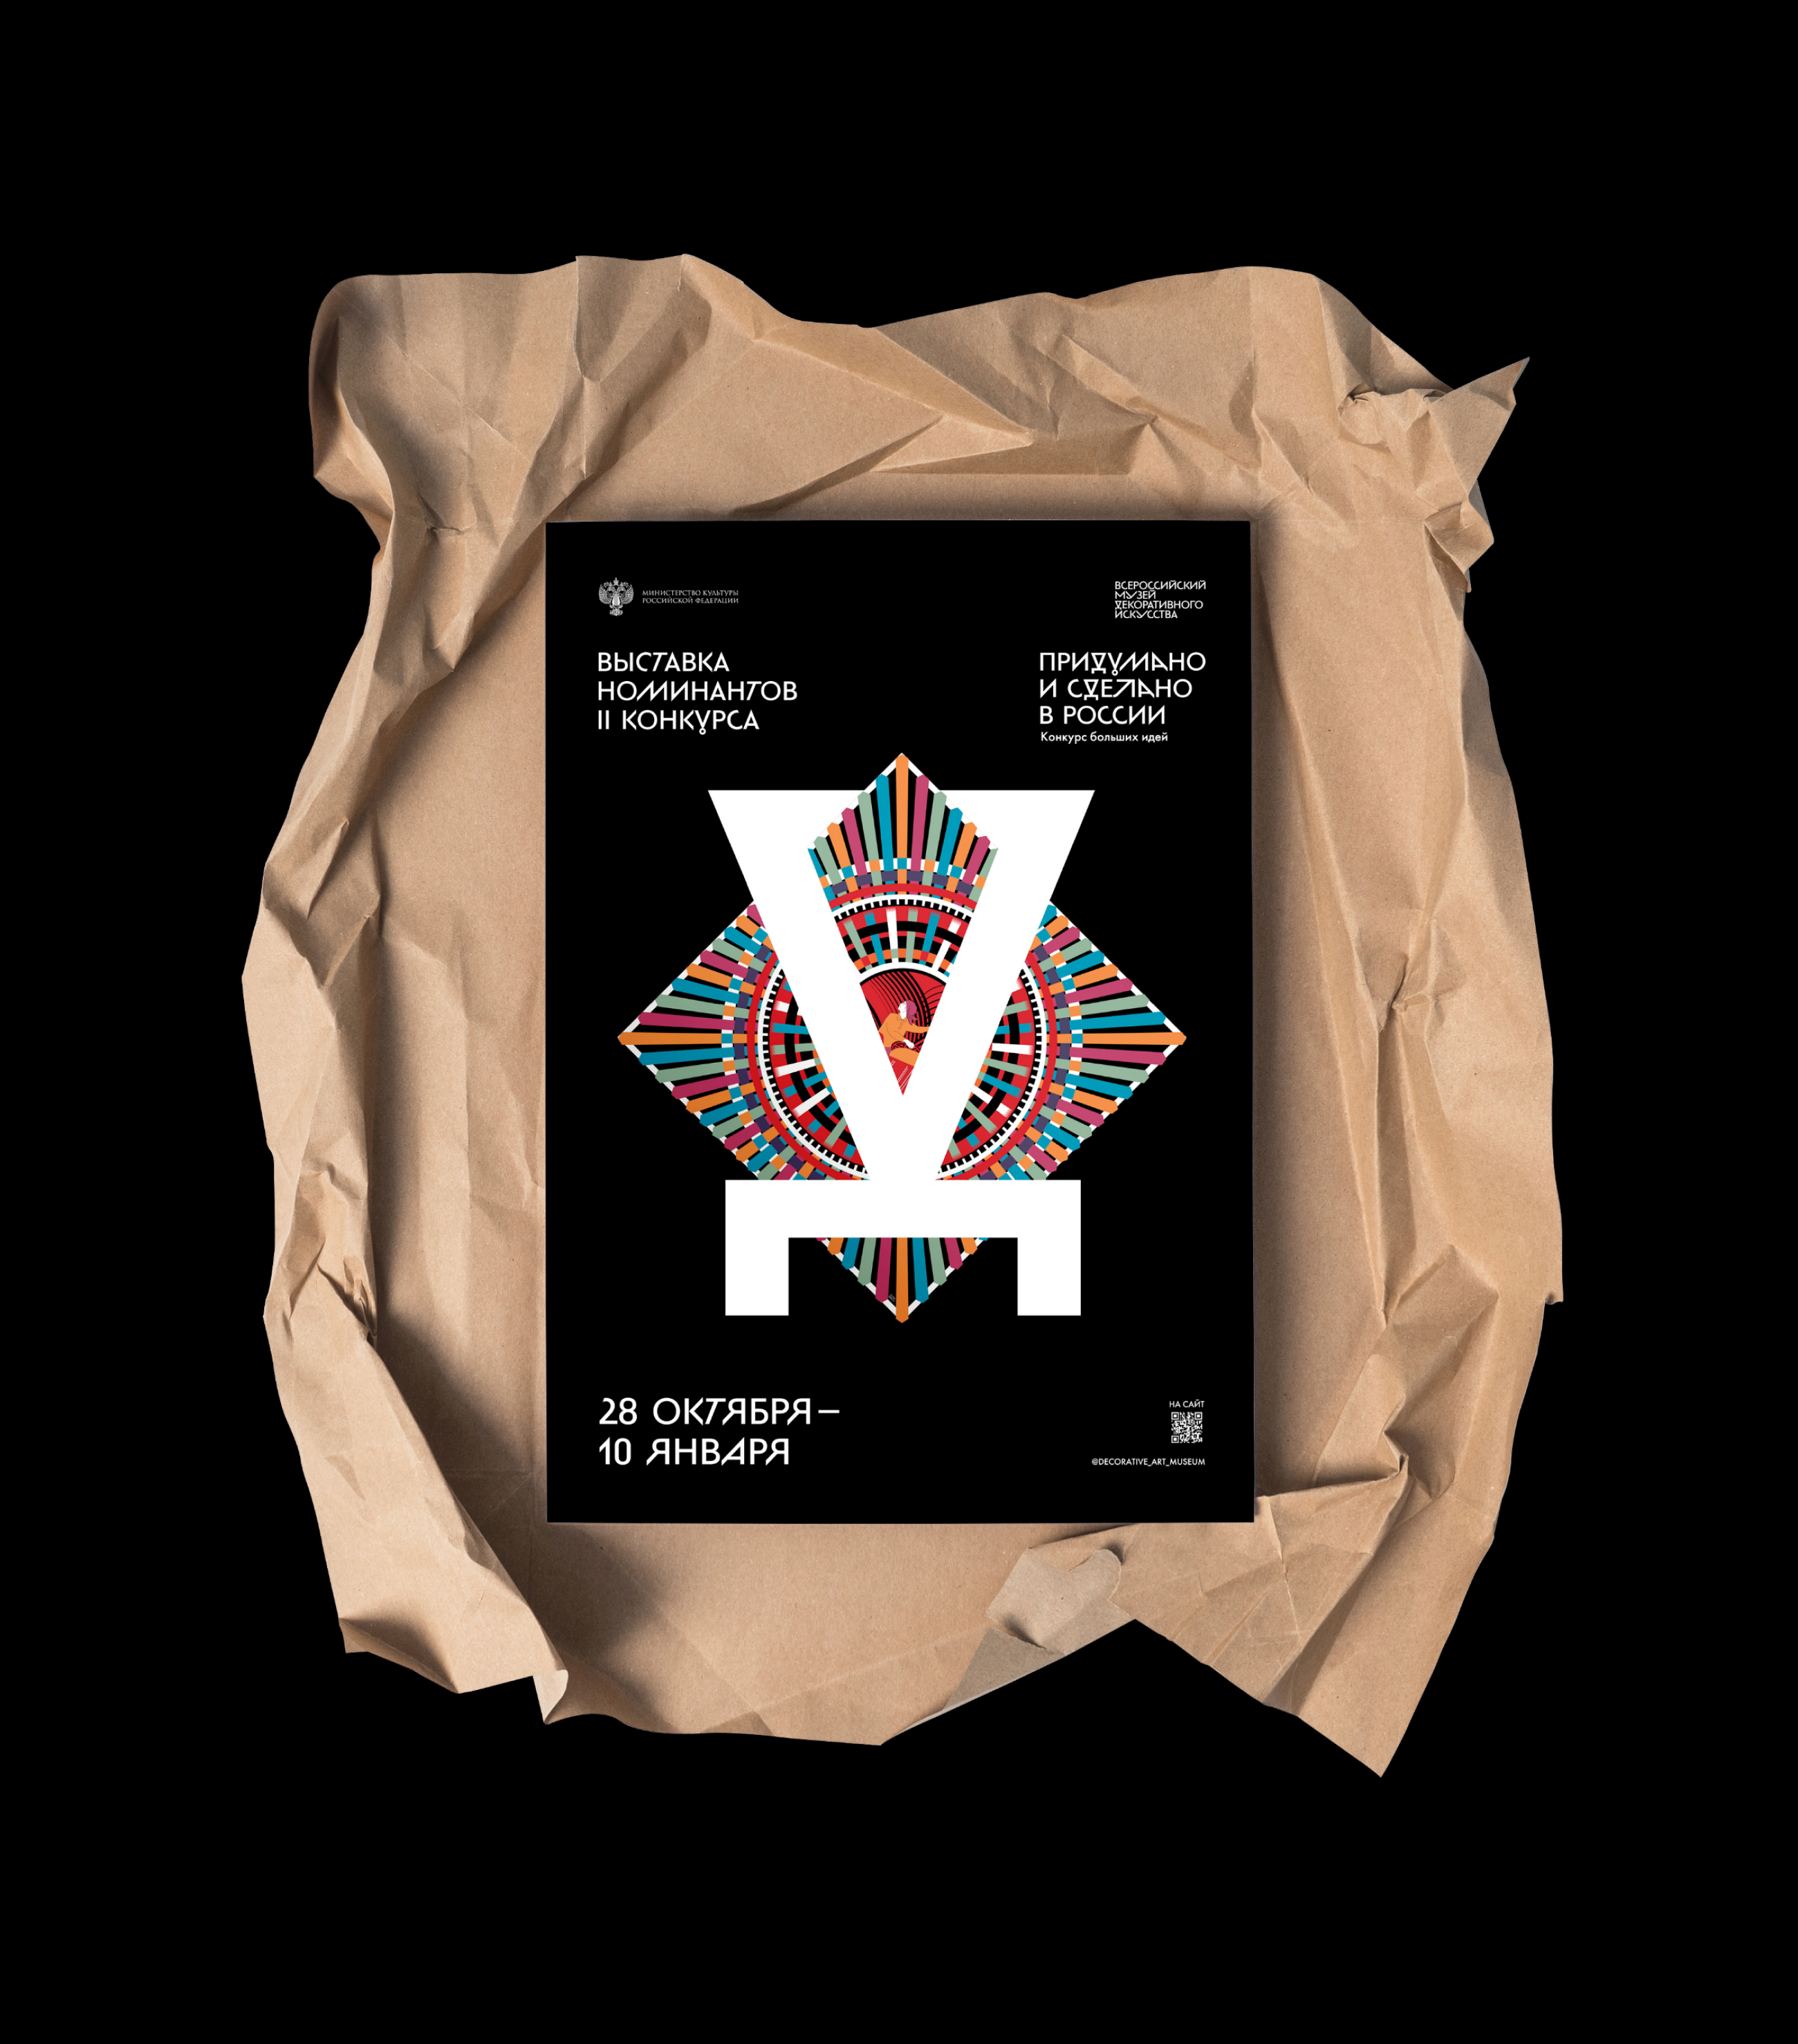 МИНИСТЕРСТВО КУЛЬТУРЫ
РОССИЙСКОЙ ФЕДЕРАЦИИ
ВСЕРОССИЙСКИЙ
МУЗЕЙ
ДЕКОРАТИВНОГО
ИСКУССТВА
ВЫСТАВКА
НОМИНАНТОВ
II КОНКУРСА
ПРИДУМАНО
И СДЕЛАНО
В РОССИИ
Конкурс больших идей
Д
28 ОКТЯБРЯ—
10 ЯНВАРЯ
НА САЙТ
@DECORATIVE_ART_MUSEUM